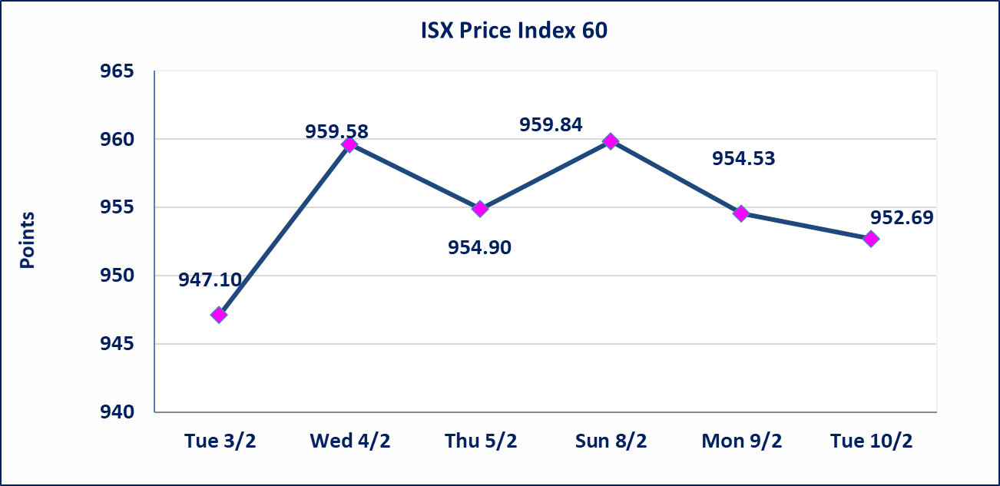 ISX Price Index 60
965
960
955
950
945
940
Points
947.10
959.58
954.90
959.84
954.53
952.69
Tue 3/2
Wed 4/2
Thu 5/2
Sun 8/2
Mon 9/2
Tue 10/2